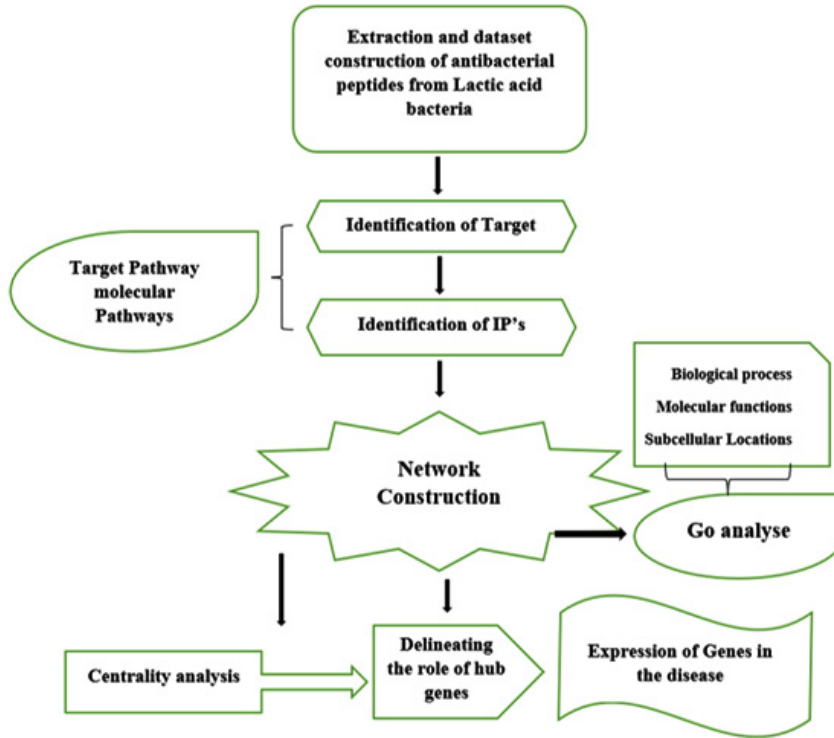 Extraction and dataset
construction of antibacterial
peptides from Lactic acid
bacteria
Identification of Target
Target Pathway
molecular
Pathways
Identification of IP's
Biological process
Molecular functions
Subcellular Locations
Network
Construction
Go analyse
Centrality analysis
Delineating
the role of hub
genes
Expression of Genes in
the disease